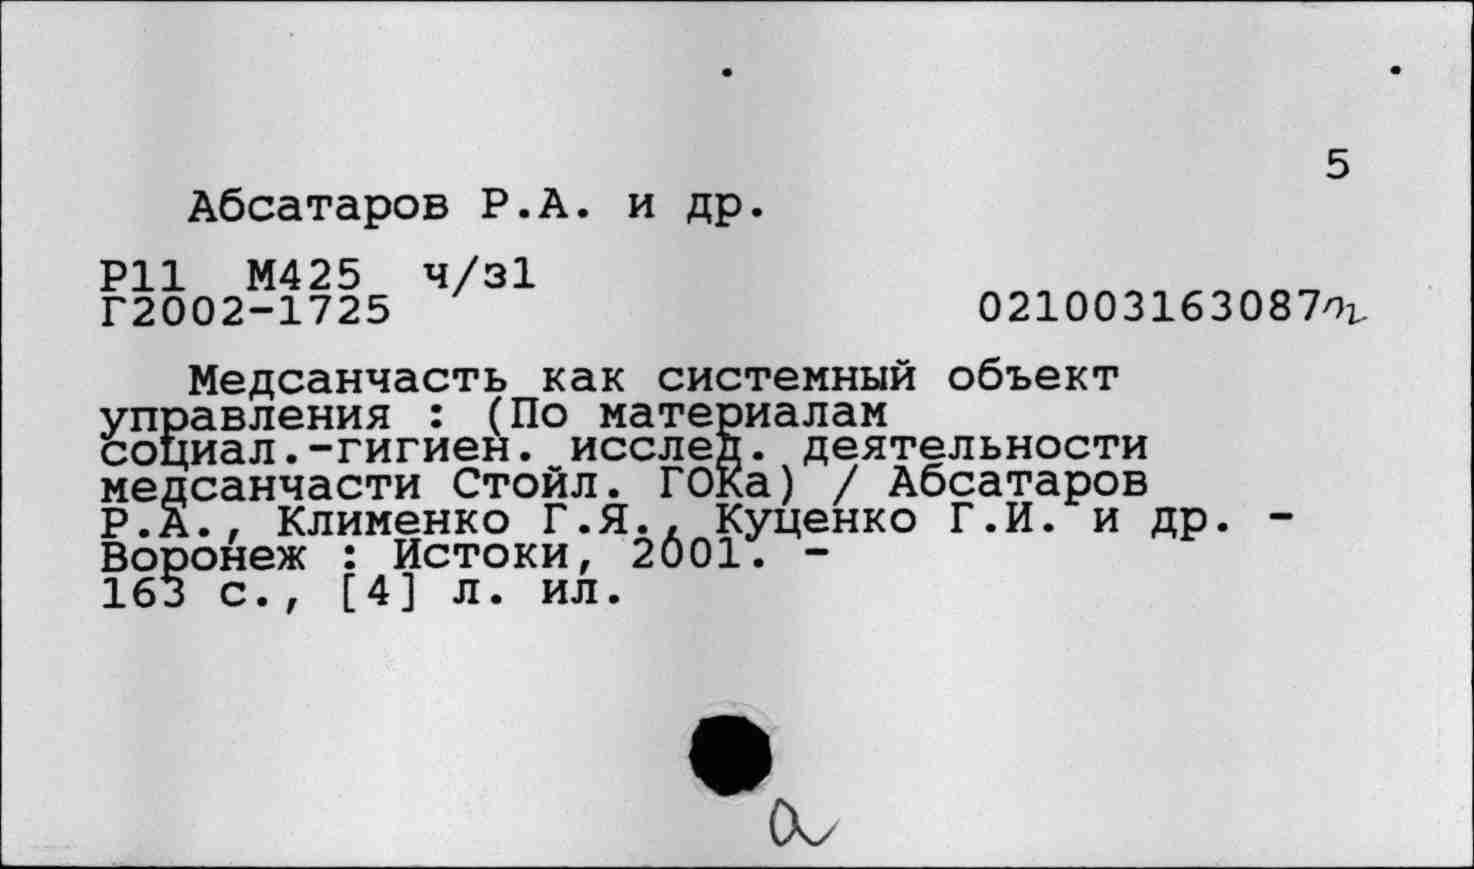 5
Абсатаров Р.А. и др.
Р11 М425 ч/з1
Г2002-1725 021003163087
Медсанчасть как системный объект
управления : (По материалам
социал.-гигиен. исслед. деятельности
медсанчасти Стойл. ГОКа) / Абсатаров
Р.А., Клименко Г.Я., Куценко Г.И. и др. -
Воронеж : Истоки, 2001. -
163 с., [4] л. ил.